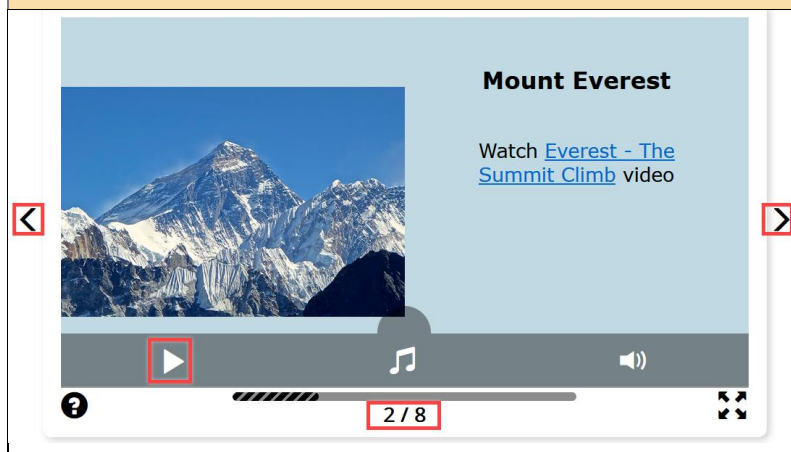 Mount Everest
Watch Everest - The
Summit Climb video
2 / 8